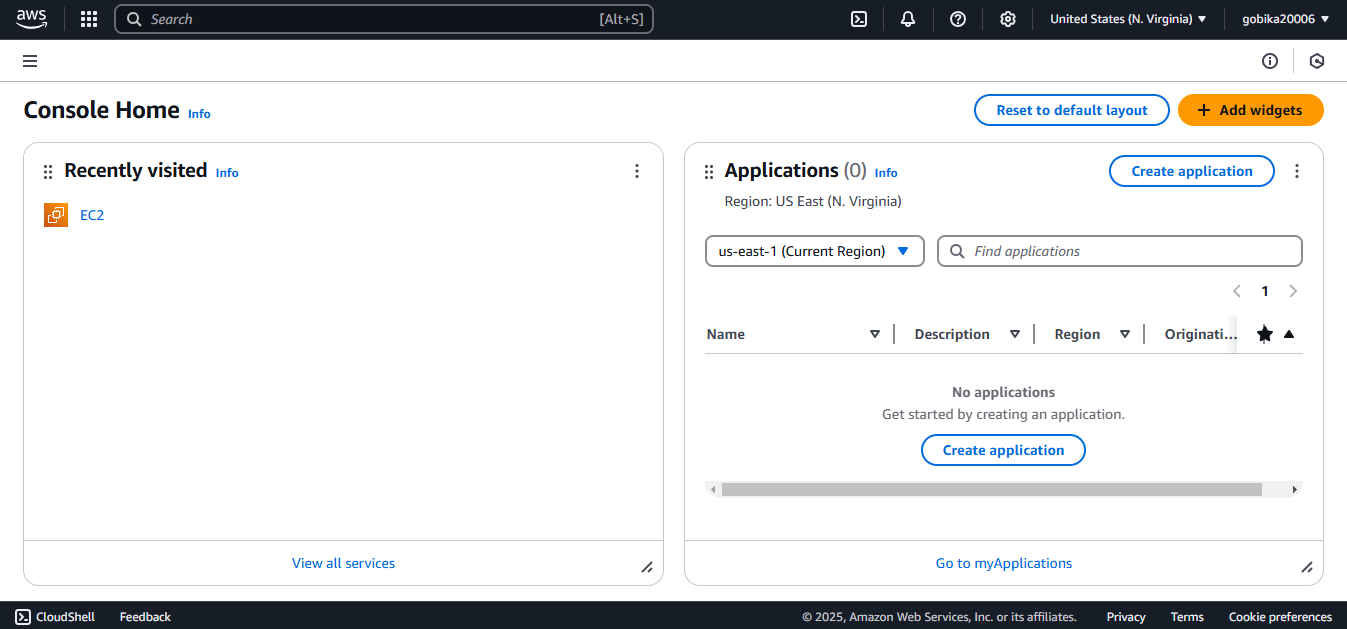 aws Search [Alt+S] United States (N. Virginia) gobika20006
Console Home Info Reset to default layout Add widgets
Recently visited Info
EC2
View all services
Applications (0) Info Create application
Region: US East (N. Virginia)
us-east-1 (Current Region) Find applications
1
Name Description Region Originati...
No applications
Get started by creating an application.
Create application
Go to myApplications
CloudShell Feedback © 2025, Amazon Web Services, Inc. or its affiliates. Privacy Terms Cookie preferences